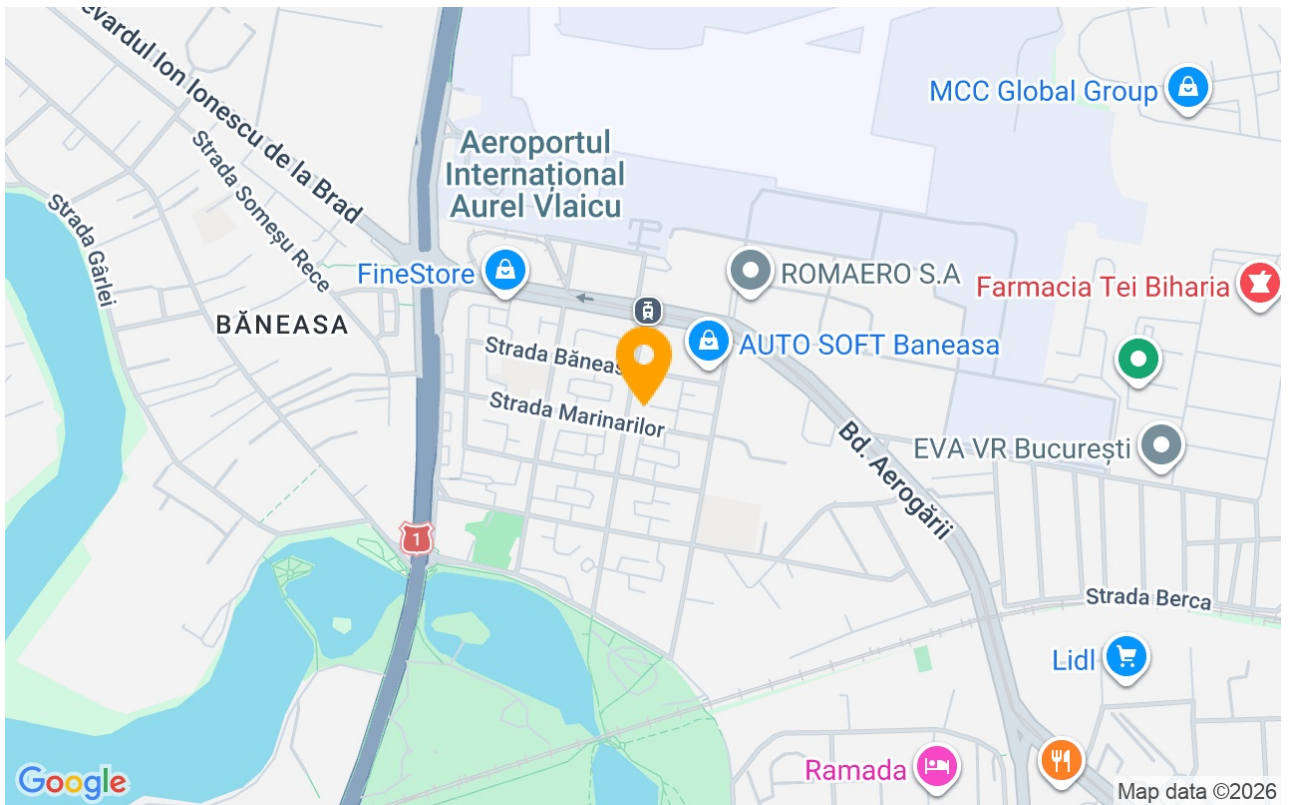 evardul Ion Ionescu de la Brad
MCC Global Group
Aeroportul
Internațional
Aurel Vlaicu
Strada Someșu Rece
Strada Gârlei
FineStore
ROMAERO S.A
Farmacia Tei Biharia
BĂNEASA
Strada Băneas
AUTO SOFT Baneasa
Strada Marinarilor
Bd. Aerogării
EVA VR București
1
Strada Berca
Lidl
Ramada
Google
Map data ©2026